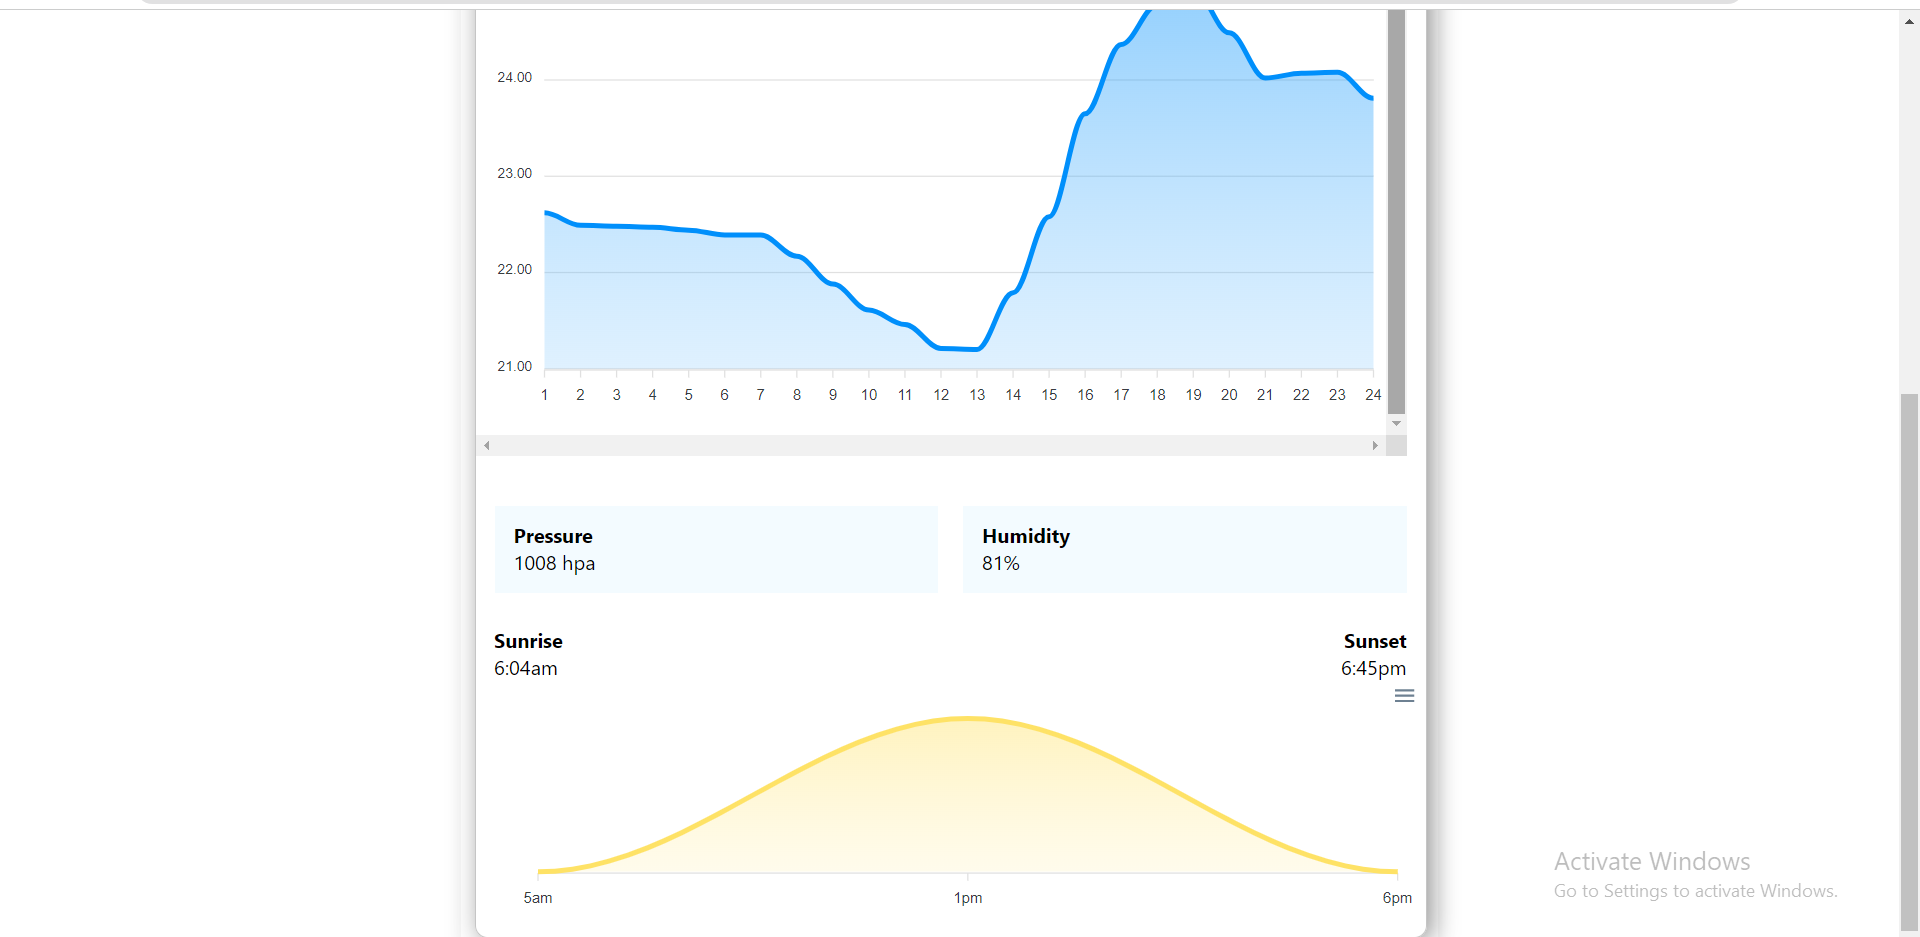 24.00
23.00
22.00
21.00
1 2 3 4 5 6 7 8 9 10 11 12 13 14 15 16 17 18 19 20 21 22 23 24
Pressure
1008 hpa
Humidity
81%
Sunrise
6:04am
Sunset
6:45pm
5am 1pm 6pm
Activate Windows
Go to Settings to activate Windows.